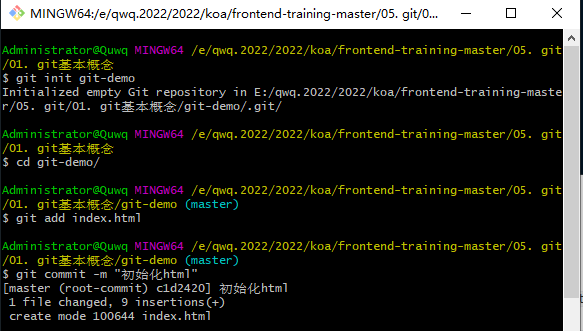 MINGW64:/e/qwq.2022/2022/koa/frontend-training-master/05. git/0...
Administrator@Quwq MINGW64 /e/qwq.2022/2022/koa/frontend-training-master/05. git
/01. git基本概念
$ git init git-demo
Initialized empty Git repository in E:/qwq.2022/2022/koa/frontend-training-maste
r/05. git/01. git基本概念/git-demo/.git/
Administrator@Quwq MINGW64 /e/qwq.2022/2022/koa/frontend-training-master/05. git
/01. git基本概念
$ cd git-demo/
Administrator@Quwq MINGW64 /e/qwq.2022/2022/koa/frontend-training-master/05. git
/01. git基本概念/git-demo (master)
$ git add index.html
Administrator@Quwq MINGW64 /e/qwq.2022/2022/koa/frontend-training-master/05. git
/01. git基本概念/git-demo (master)
$ git commit -m "初始化html"
[master (root-commit) c1d2420] 初始化html
 1 file changed, 9 insertions(+)
 create mode 100644 index.html